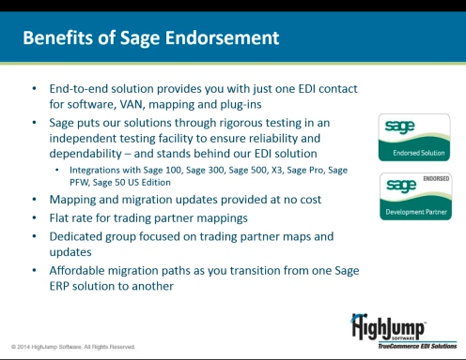 Benefits of Sage Endorsement
• End-to-end solution provides you with just one EDI contact
for software, VAN, mapping and plug-ins
• Sage puts our solutions through rigorous testing in an
independent testing facility to ensure reliability and
dependability – and stands behind our EDI solution
• Integrations with Sage 100, Sage 300, Sage 500, X3, Sage Pro, Sage
PFW, Sage 50 US Edition
• Mapping and migration updates provided at no cost
• Flat rate for trading partner mappings
• Dedicated group focused on trading partner maps and
updates
• Affordable migration paths as you transition from one Sage
ERP solution to another
sage
Endorsed Solution
sage
ENDORSED
Development Partner
© 2014 HighJump Software. All Rights Reserved.
HighJump
SOFTWARE
TrueCommerce EDI Solutions